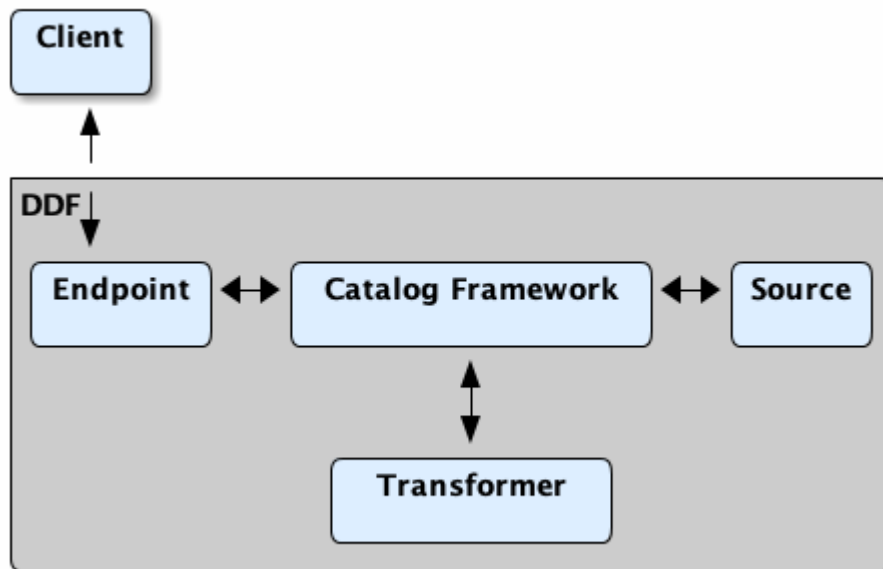 Client
DDF
Endpoint
Catalog Framework
Source
Transformer